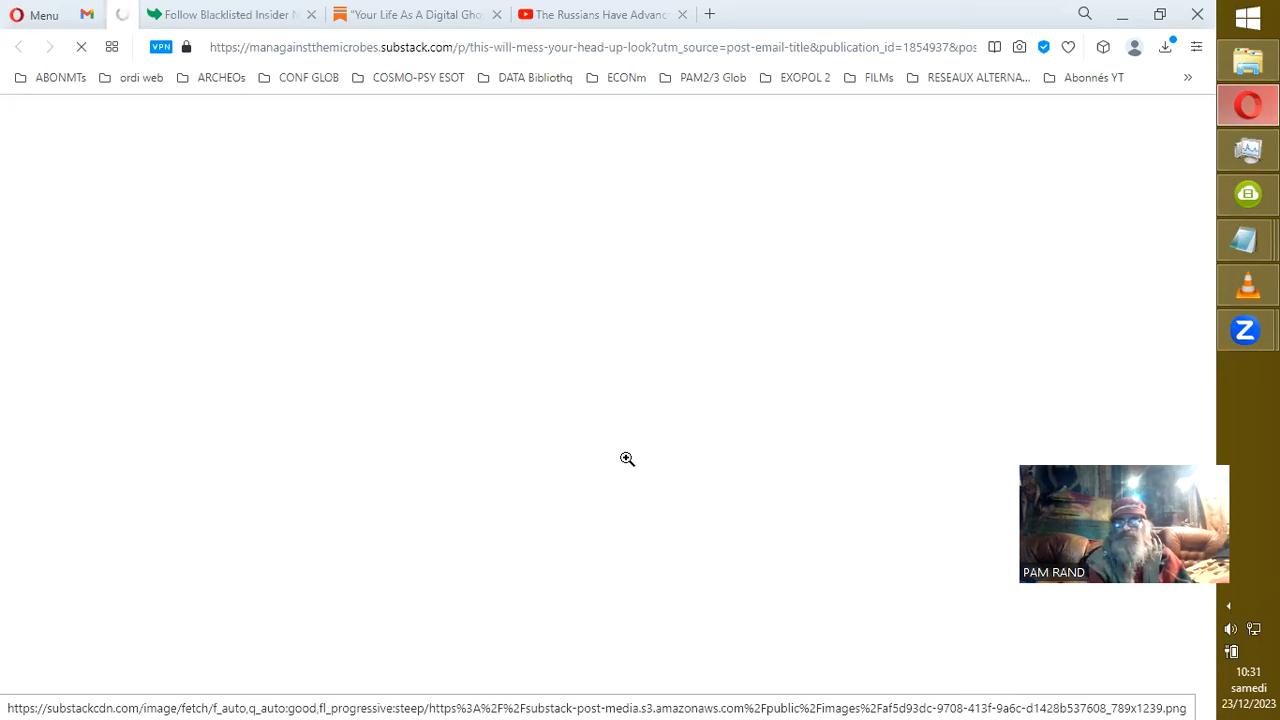 Menu
Follow Blacklisted Insider N
"Your Life As A Digital Gho
The Russians Have Advanc
VPN
https://managainstthemicrobes.substack.com/p/this-will-mess-your-head-up-look?utm_source=post-email-title&publication_id=1854937&pos
ABONMTs
ordi web
ARCHEOs
CONF GLOB
COSMO-PSY ESOT
DATA Bibliothq
ECONm
PAM2/3 Glob
EXOPOL 2
FILMs
RESEAUX ALTERNA...
Abonnés YT
»
PAM RAND
10:31
samedi
23/12/2023
https://substackcdn.com/image/fetch/f_auto,q_auto:good,fl_progressive:steep/https%3A%2F%2Fsubstack-post-media.s3.amazonaws.com%2Fpublic%2Fimages%2Faf5d93dc-9708-413f-9a6c-d1428b537608_789x1239.png